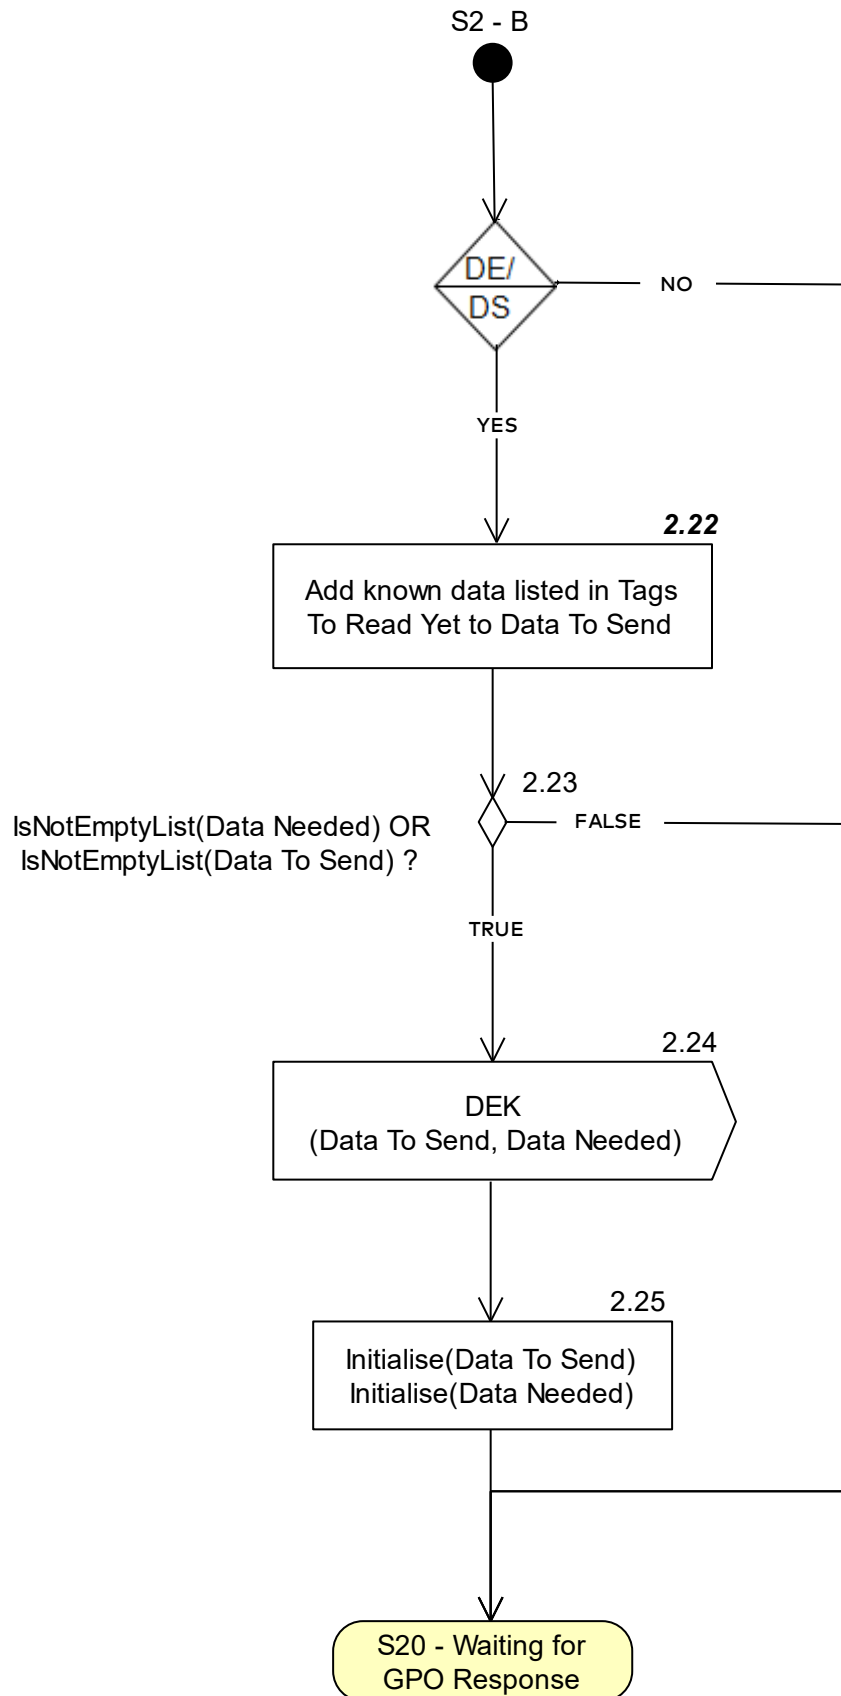 S2 - B
DE/
DS
NO
YES
2.22
Add known data listed in Tags
To Read Yet to Data To Send
2.23
IsNotEmptyList(Data Needed) OR
IsNotEmptyList(Data To Send) ?
FALSE
TRUE
2.24
DEK
(Data To Send, Data Needed)
2.25
Initialise(Data To Send)
Initialise(Data Needed)
S20 - Waiting for
GPO Response